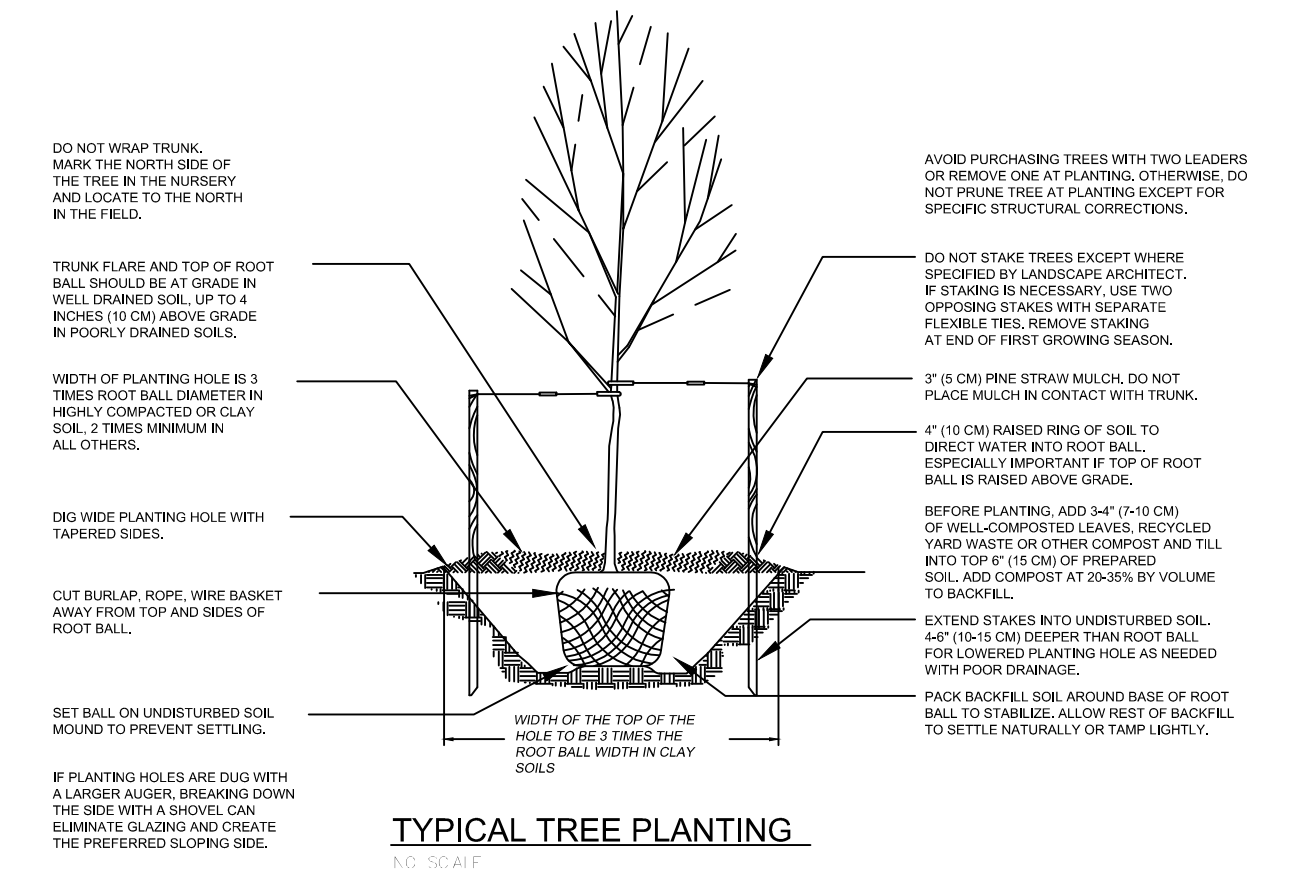 DO NOT WRAP TRUNK.
MARK THE NORTH SIDE OF
THE TREE IN THE NURSERY
AND LOCATE TO THE NORTH
IN THE FIELD.
TRUNK FLARE AND TOP OF ROOT
BALL SHOULD BE AT GRADE IN
WELL DRAINED SOIL, UP TO 4
INCHES (10 CM) ABOVE GRADE
IN POORLY DRAINED SOILS.
WIDTH OF PLANTING HOLE IS 3
TIMES ROOT BALL DIAMETER IN
HIGHLY COMPACTED OR CLAY
SOIL, 2 TIMES MINIMUM IN
ALL OTHERS.
DIG WIDE PLANTING HOLE WITH
TAPERED SIDES.
CUT BURLAP, ROPE, WIRE BASKET
AWAY FROM TOP AND SIDES OF
ROOT BALL.
SET BALL ON UNDISTURBED SOIL
MOUND TO PREVENT SETTLING.
IF PLANTING HOLES ARE DUG WITH
A LARGER AUGER, BREAKING DOWN
THE SIDE WITH A SHOVEL CAN
ELIMINATE GLAZING AND CREATE
THE PREFERRED SLOPING SIDE.
AVOID PURCHASING TREES WITH TWO LEADERS
OR REMOVE ONE AT PLANTING. OTHERWISE, DO
NOT PRUNE TREE AT PLANTING EXCEPT FOR
SPECIFIC STRUCTURAL CORRECTIONS.
DO NOT STAKE TREES EXCEPT WHERE
SPECIFIED BY LANDSCAPE ARCHITECT.
IF STAKING IS NECESSARY, USE TWO
OPPOSING STAKES WITH SEPARATE
FLEXIBLE TIES. REMOVE STAKING
AT END OF FIRST GROWING SEASON.
3" (5 CM) PINE STRAW MULCH. DO NOT
PLACE MULCH IN CONTACT WITH TRUNK.
4" (10 CM) RAISED RING OF SOIL TO
DIRECT WATER INTO ROOT BALL.
ESPECIALLY IMPORTANT IF TOP OF ROOT
BALL IS RAISED ABOVE GRADE.
BEFORE PLANTING, ADD 3-4" (7-10 CM)
OF WELL-COMPOSTED LEAVES, RECYCLED
YARD WASTE OR OTHER COMPOST AND TILL
INTO TOP 6" (15 CM) OF PREPARED
SOIL. ADD COMPOST AT 20-35% BY VOLUME
TO BACKFILL.
EXTEND STAKES INTO UNDISTURBED SOIL.
4-6" (10-15 CM) DEEPER THAN ROOT BALL
FOR LOWERED PLANTING HOLE AS NEEDED
WITH POOR DRAINAGE.
PACK BACKFILL SOIL AROUND BASE OF ROOT
BALL TO STABILIZE. ALLOW REST OF BACKFILL
TO SETTLE NATURALLY OR TAMP LIGHTLY.
WIDTH OF THE TOP OF THE
HOLE TO BE 3 TIMES THE
ROOT BALL WIDTH IN CLAY
SOILS
TYPICAL TREE PLANTING
NO SCALE